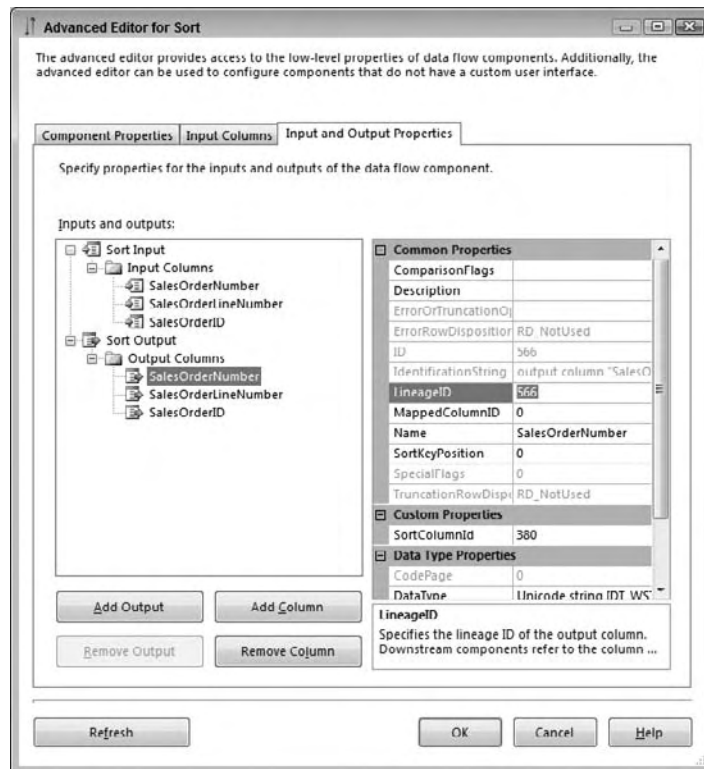 Advanced Editor for Sort
The advanced editor provides access to the low-level properties of data flow components. Additionally, the
advanced editor can be used to configure components that do not have a custom user interface.
Component Properties
Input Columns
Input and Output Properties
Specify properties for the inputs and outputs of the data flow component.
Inputs and outputs:
Sort Input
Input Columns
SalesOrderNumber
SalesOrderLineNumber
SalesOrderID
Sort Output
Output Columns
SalesOrderNumber
SalesOrderLineNumber
SalesOrderID
Common Properties
ComparisonFlags
Description
ErrorOrTruncationO
ErrorRowDisposition RD_NotUsed
ID 566
IdentificationString output column "SalesO
LineageID 566
MappedColumnID 0
Name SalesOrderNumber
SortKeyPosition 0
SpecialFlags 0
TruncationRowDisp RD_NotUsed
Custom Properties
SortColumnId 380
Data Type Properties
CodePage 0
DataType Unicode string [DT_WS
LineageID
Specifies the lineage ID of the output column.
Downstream components refer to the column ...
Add Output
Add Column
Remove Output
Remove Column
Refresh
OK
Cancel
Help